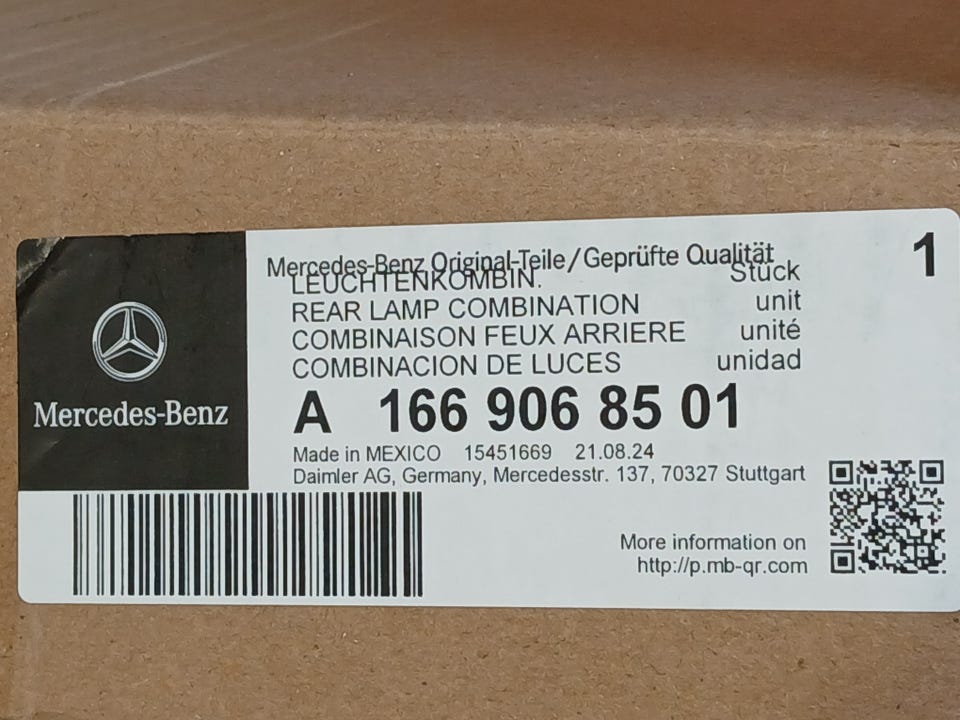 Mercedes-Benz Original-Teile/Geprüfte Qualität
1
LEUCHTENKOMBIN. Stück
REAR LAMP COMBINATION unit
COMBINAISON FEUX ARRIERE unité
COMBINACION DE LUCES unidad
Mercedes-Benz
A 166 906 85 01
Made in MEXICO 15451669 21.08.24
Daimler AG, Germany, Mercedesstr. 137, 70327 Stuttgart
More information on
http://p.mb-qr.com